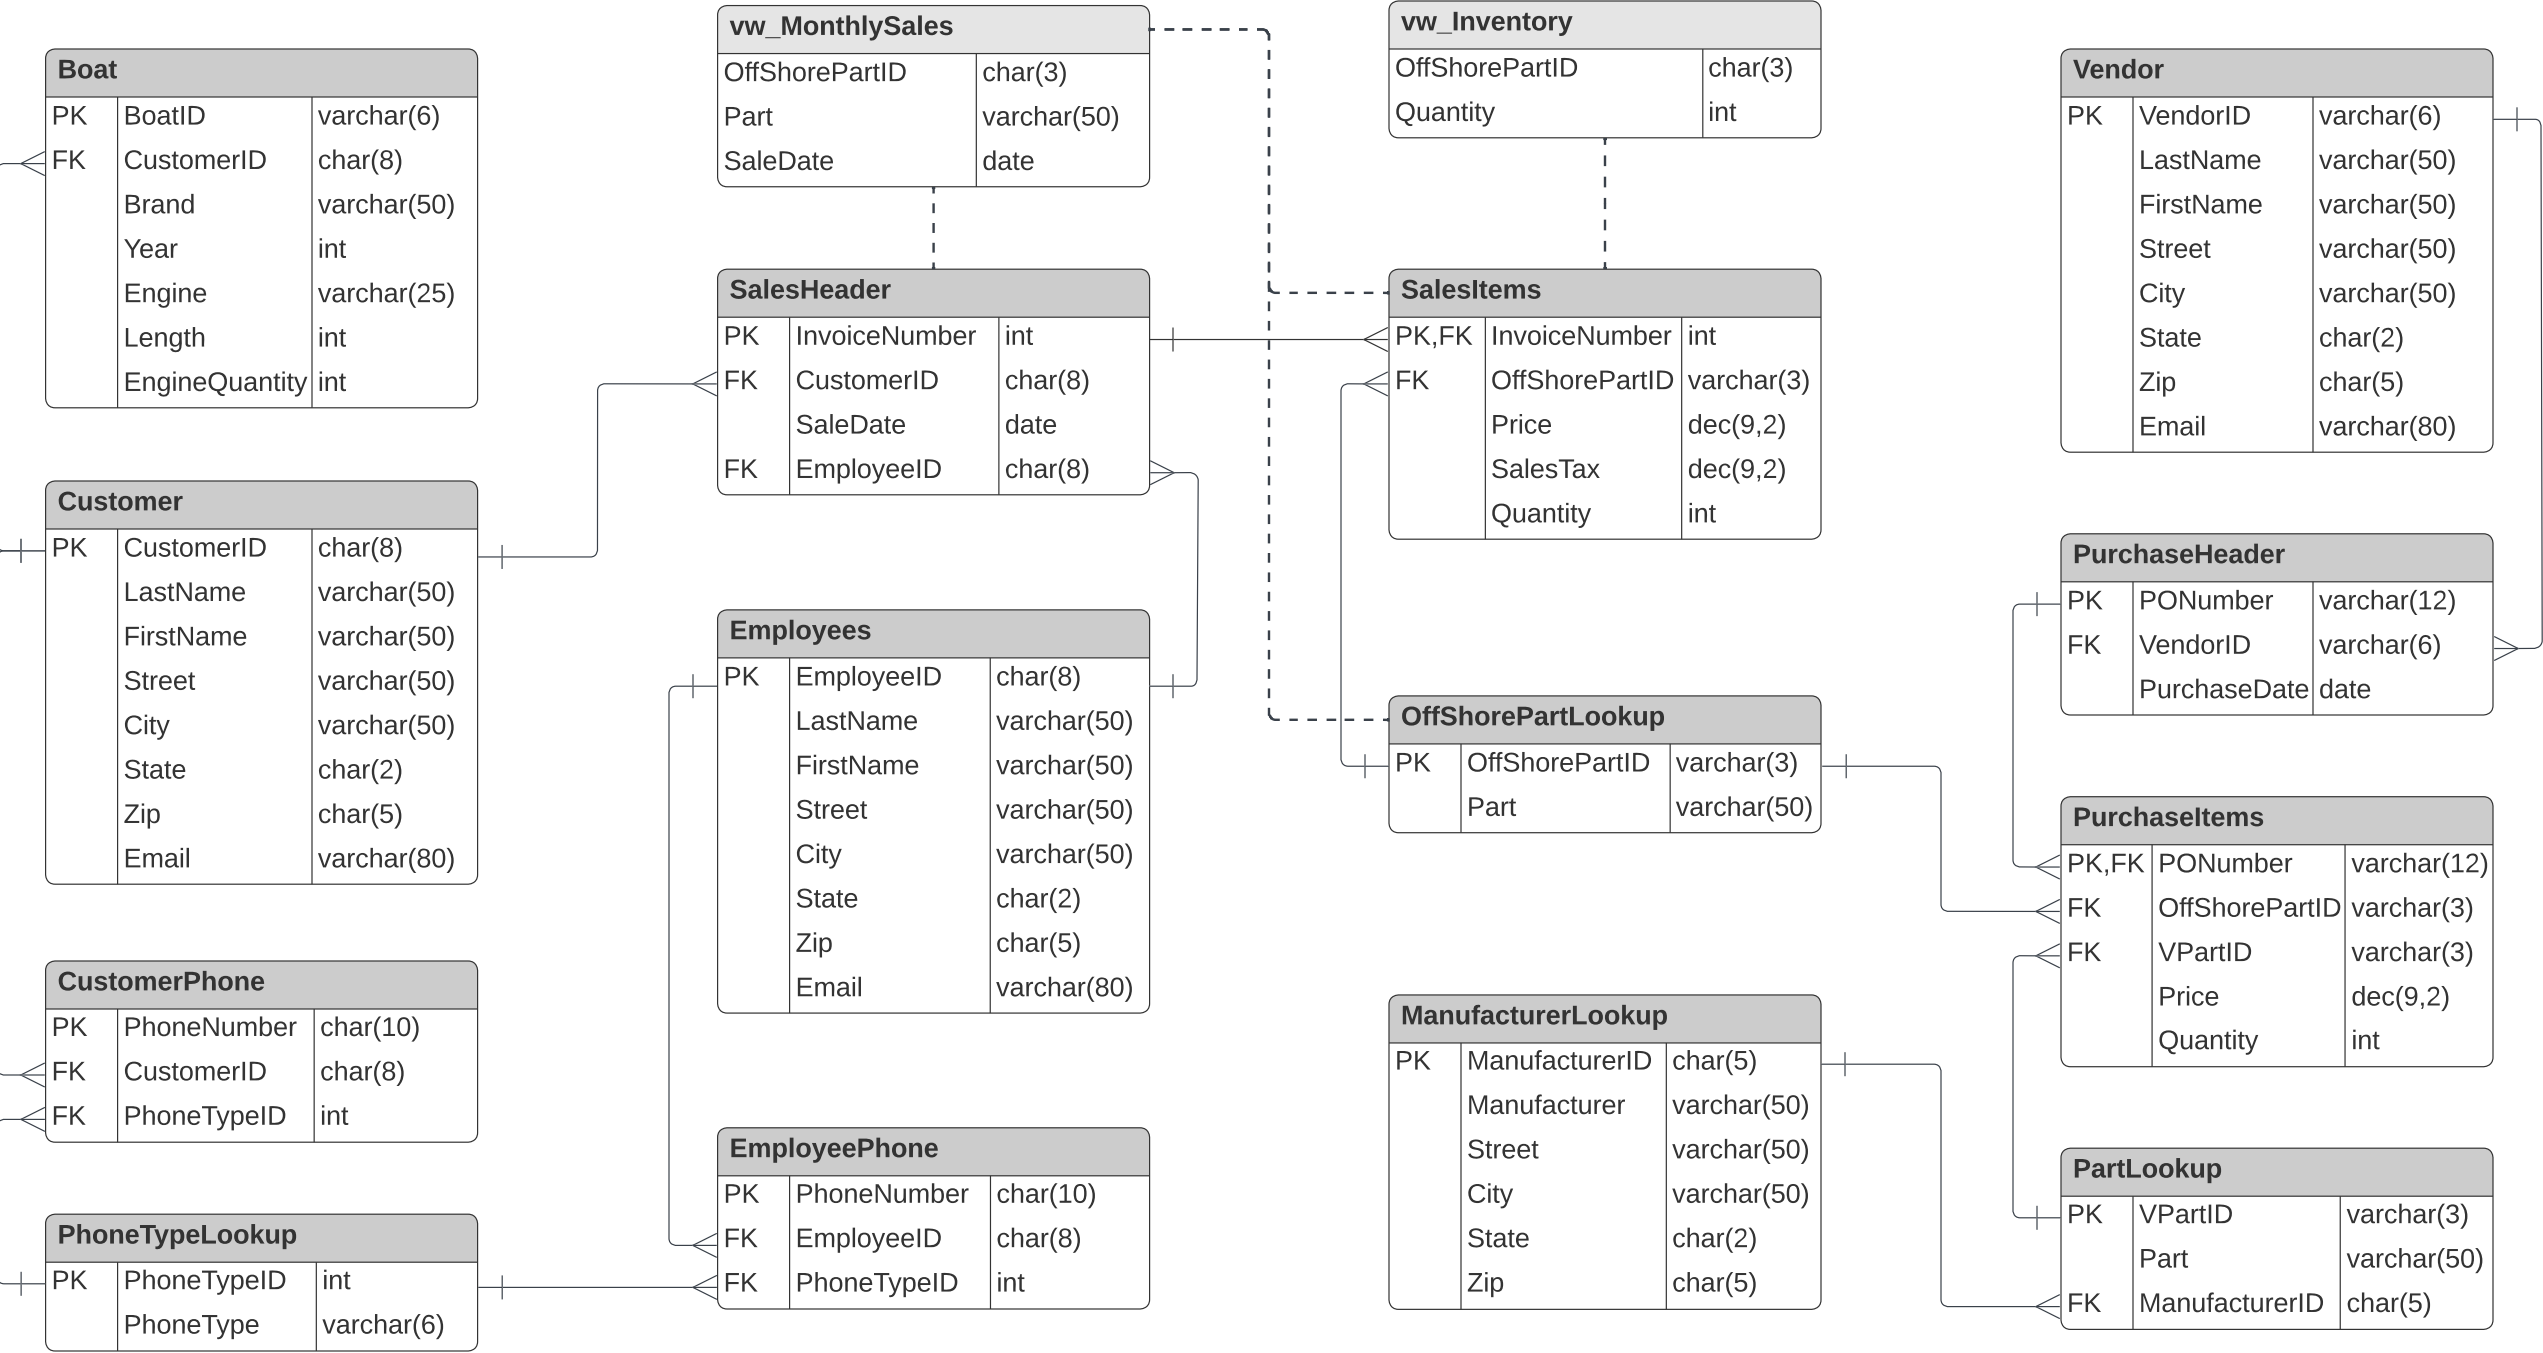 Boat
PK BoatID varchar(6)
FK CustomerID char(8)
Brand varchar(50)
Year int
Engine varchar(25)
Length int
EngineQuantity int
Customer
PK CustomerID char(8)
LastName varchar(50)
FirstName varchar(50)
Street varchar(50)
City varchar(50)
State char(2)
Zip char(5)
Email varchar(80)
CustomerPhone
PK PhoneNumber char(10)
FK CustomerID char(8)
FK PhoneTypeID int
PhoneTypeLookup
PK PhoneTypeID int
PhoneType varchar(6)
vw_MonthlySales
OffShorePartID char(3)
Part varchar(50)
SaleDate date
SalesHeader
PK InvoiceNumber int
FK CustomerID char(8)
SaleDate date
FK EmployeeID char(8)
Employees
PK EmployeeID char(8)
LastName varchar(50)
FirstName varchar(50)
Street varchar(50)
City varchar(50)
State char(2)
Zip char(5)
Email varchar(80)
EmployeePhone
PK PhoneNumber char(10)
FK EmployeeID char(8)
FK PhoneTypeID int
vw_Inventory
OffShorePartID char(3)
Quantity int
SalesItems
PK,FK InvoiceNumber int
FK OffShorePartID varchar(3)
Price dec(9,2)
SalesTax dec(9,2)
Quantity int
OffShorePartLookup
PK OffShorePartID varchar(3)
Part varchar(50)
ManufacturerLookup
PK ManufacturerID char(5)
Manufacturer varchar(50)
Street varchar(50)
City varchar(50)
State char(2)
Zip char(5)
Vendor
PK VendorID varchar(6)
LastName varchar(50)
FirstName varchar(50)
Street varchar(50)
City varchar(50)
State char(2)
Zip char(5)
Email varchar(80)
PurchaseHeader
PK PONumber varchar(12)
FK VendorID varchar(6)
PurchaseDate date
PurchaseItems
PK,FK PONumber varchar(12)
FK OffShorePartID varchar(3)
FK VPartID varchar(3)
Price dec(9,2)
Quantity int
PartLookup
PK VPartID varchar(3)
Part varchar(50)
FK ManufacturerID char(5)